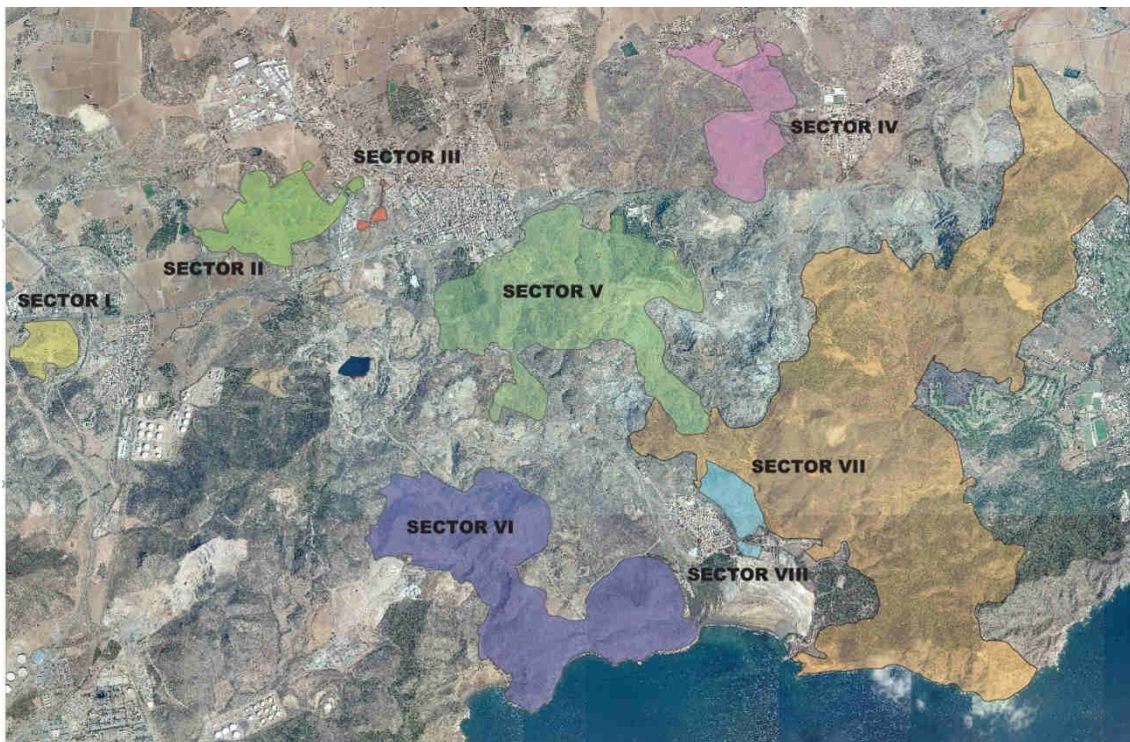 SECTOR IV
SECTOR III
SECTOR II
SECTOR I
SECTOR V
SECTOR VII
SECTOR VI
SECTOR VIII